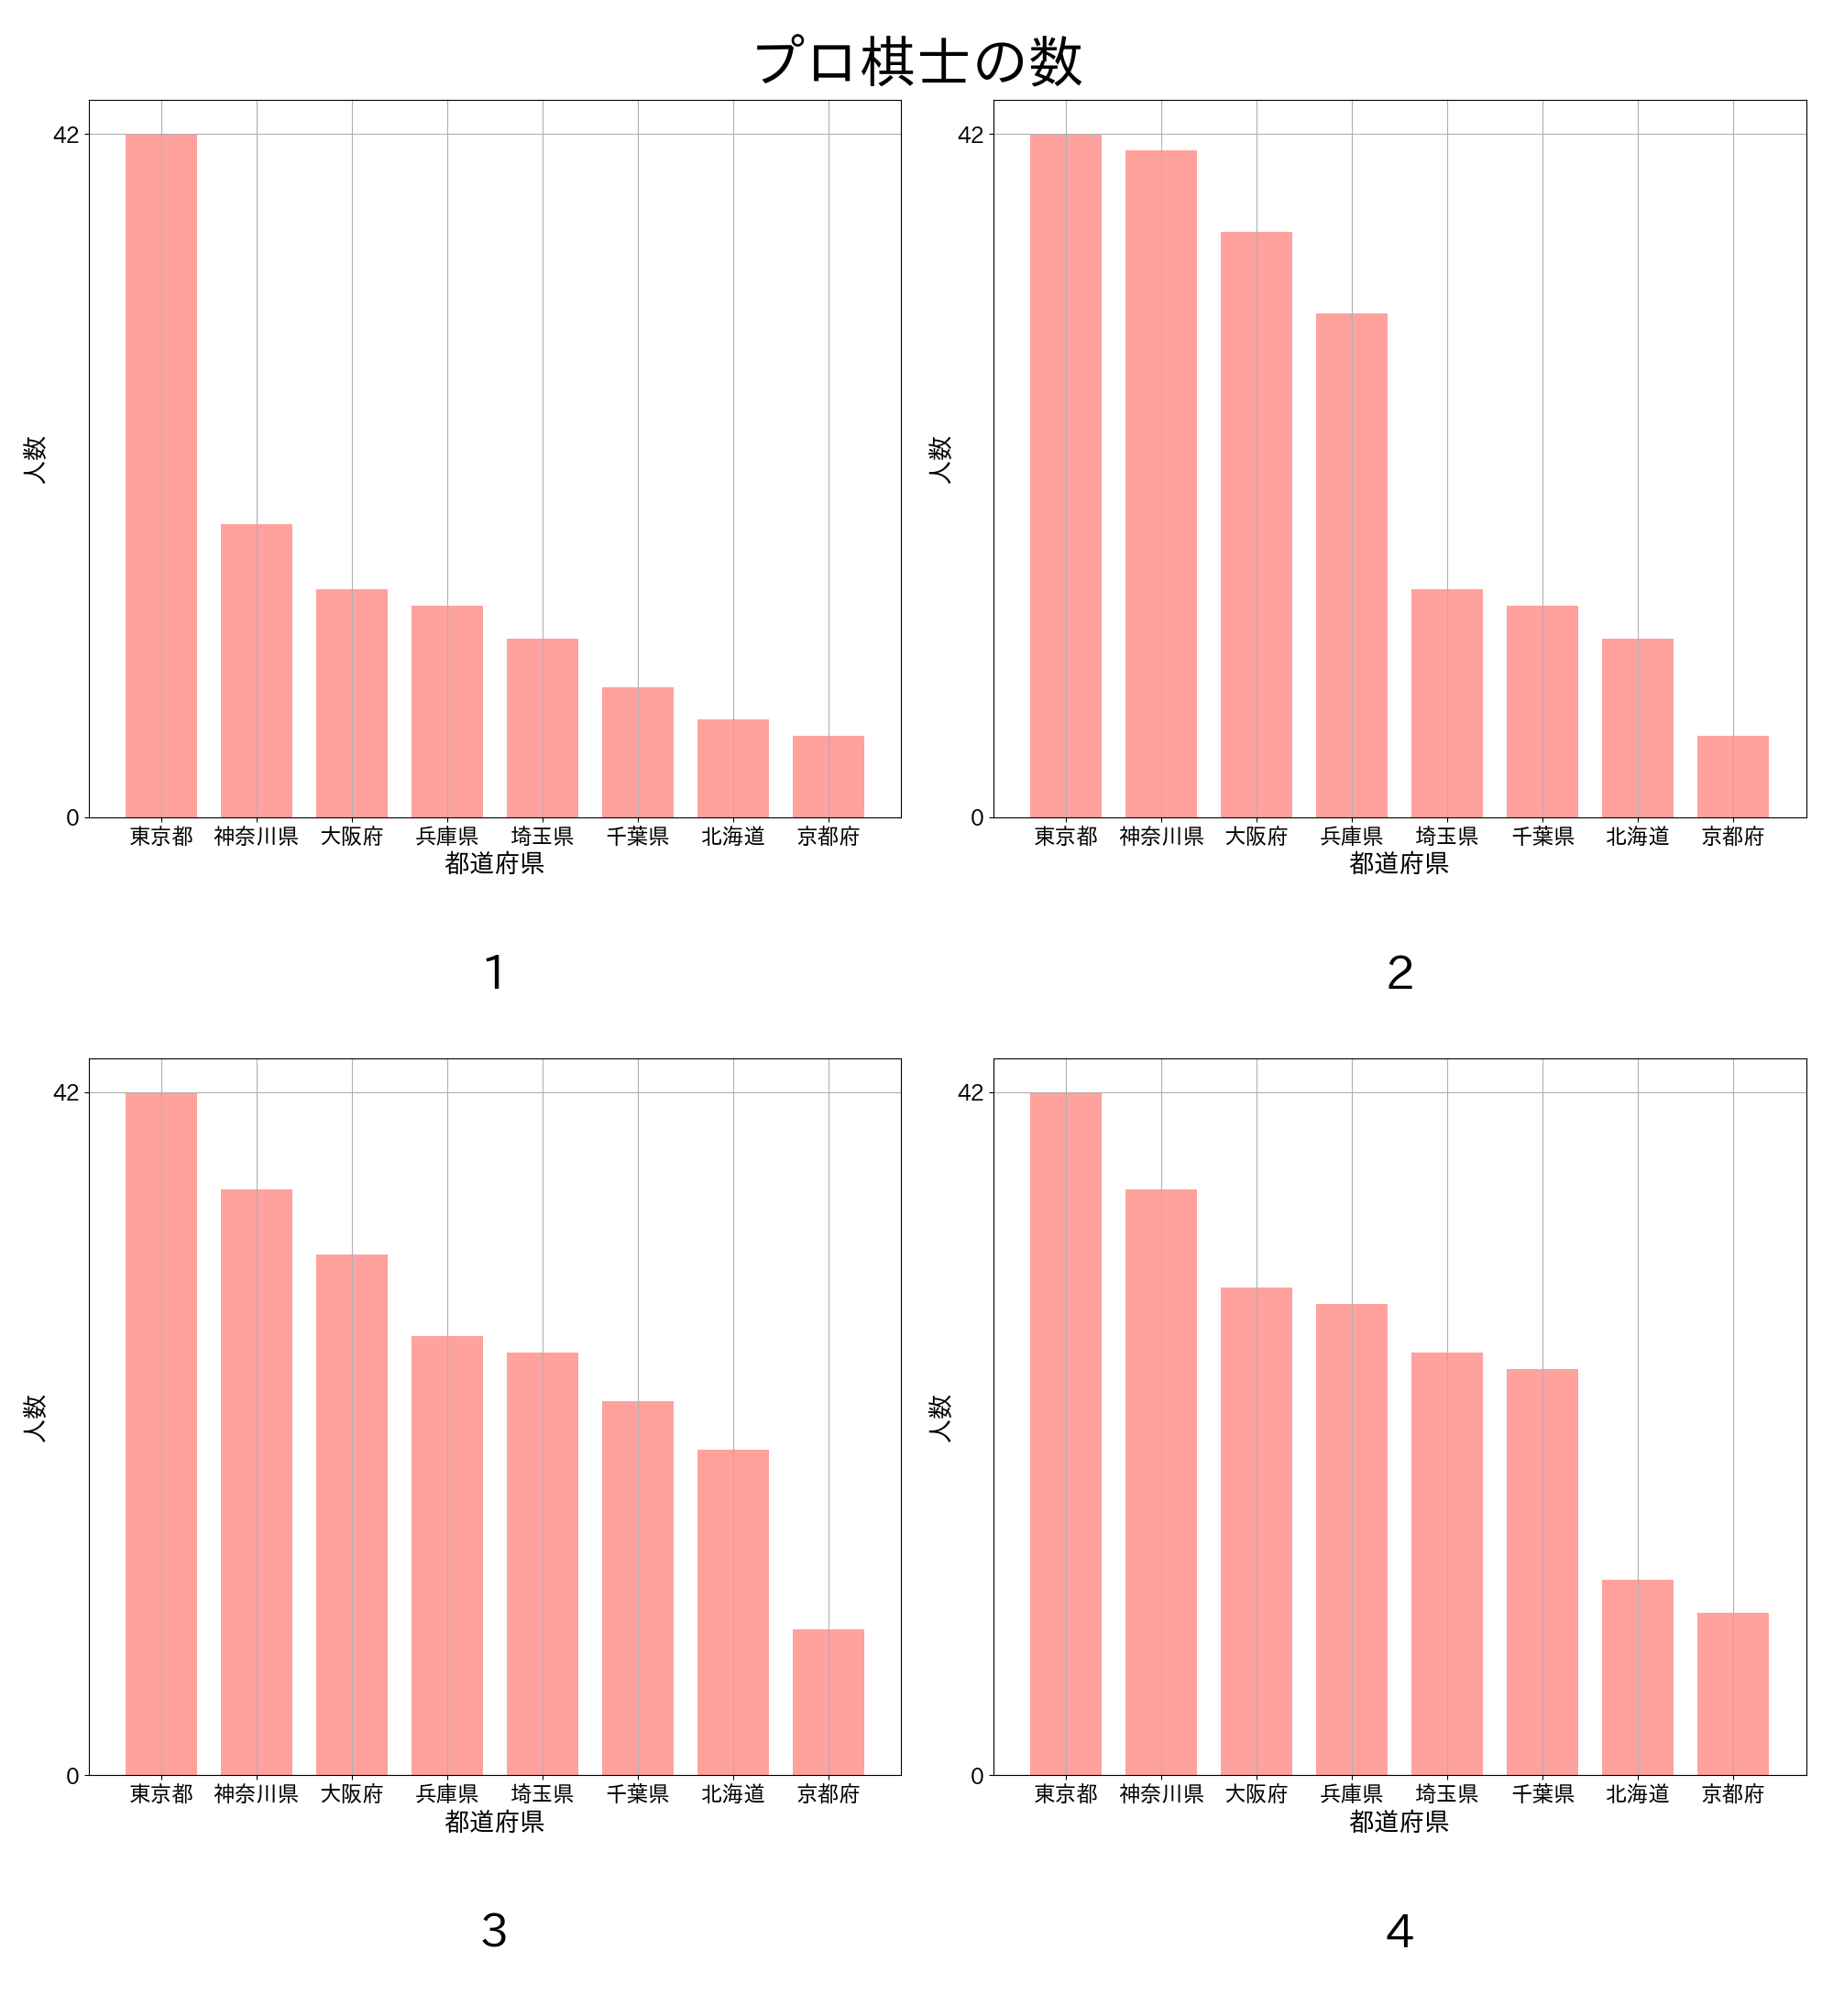 プロ棋士の数
42
0
人数
東京都 神奈川県 大阪府 兵庫県 埼玉県 千葉県 北海道 京都府
都道府県
1
42
0
人数
東京都 神奈川県 大阪府 兵庫県 埼玉県 千葉県 北海道 京都府
都道府県
2
42
0
人数
東京都 神奈川県 大阪府 兵庫県 埼玉県 千葉県 北海道 京都府
都道府県
3
42
0
人数
東京都 神奈川県 大阪府 兵庫県 埼玉県 千葉県 北海道 京都府
都道府県
4